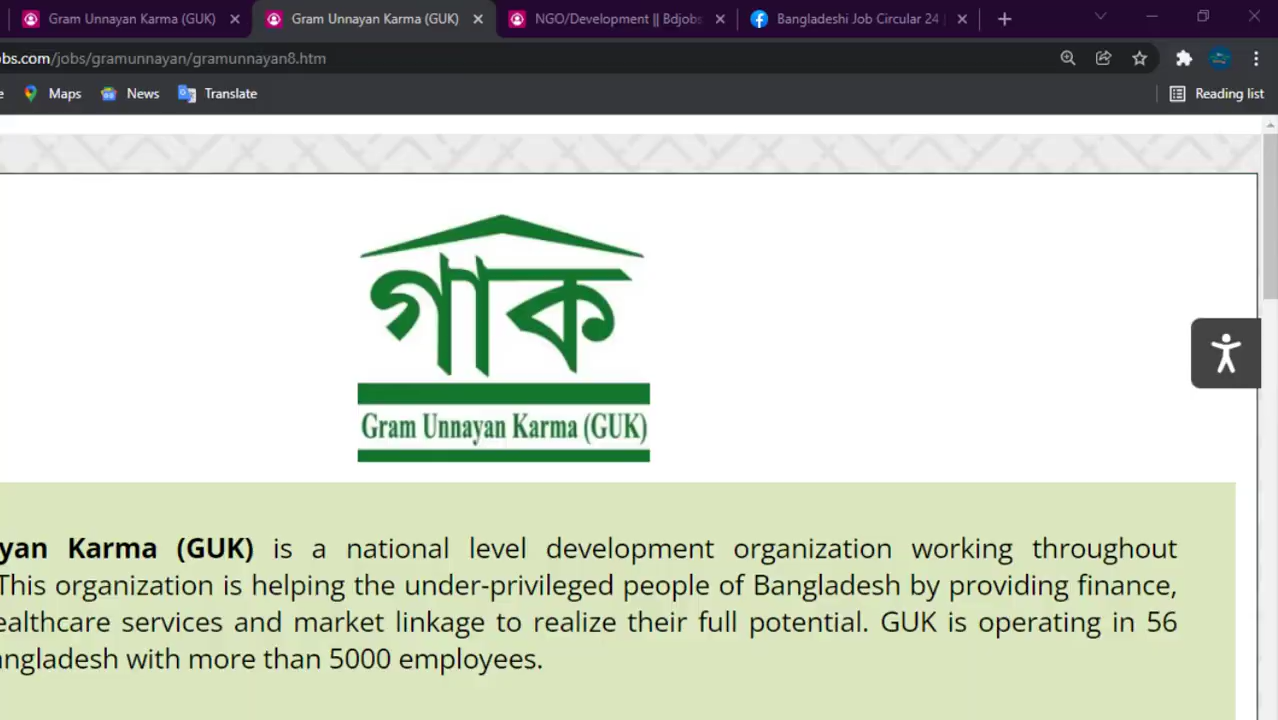 Gram Unnayan Karma (GUK)
Gram Unnayan Karma (GUK)
NGO/Development || Bdjobs
Bangladeshi Job Circular 24 |
obs.com/jobs/gramunnayan/gramunnayan8.htm
Maps
News
Translate
Reading list
গাক
Gram Unnayan Karma (GUK)
yan Karma (GUK) is a national level development organization working throughout
This organization is helping the under-privileged people of Bangladesh by providing finance,
ealthcare services and market linkage to realize their full potential. GUK is operating in 56
angladesh with more than 5000 employees.